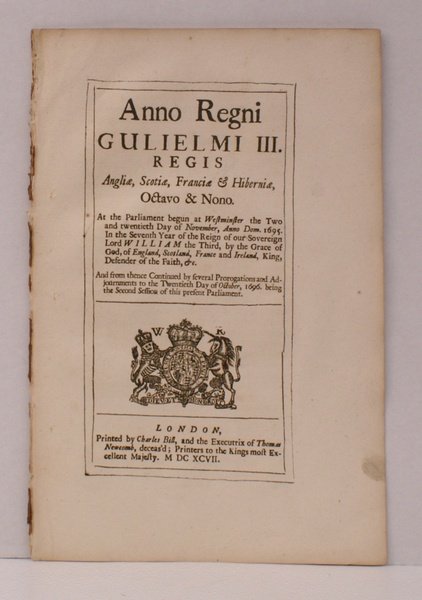 Anno Regni
GULIELMI III.
REGIS
Angliæ, Scotiæ, Franciæ & Hiberniæ,
Octavo & Nono.
At the Parliament begun at Westminster the Two
and twentieth Day of November, Anno Dom. 1695.
In the Seventh Year of the Reign of our Sovereign
Lord WILLIAM the Third, by the Grace of
God, of England, Scotland, France and Ireland, King,
Defender of the Faith, &c.
And from thence Continued by several Prorogations and Ad-
journments to the Twentieth Day of October, 1696. being
the Second Session of this present Parliament.
W R
LONDON,
Printed by Charles Bill, and the Executrix of Thomas
Newcomb, deceas'd; Printers to the Kings most Ex-
cellent Majesty. M DC XCVII.